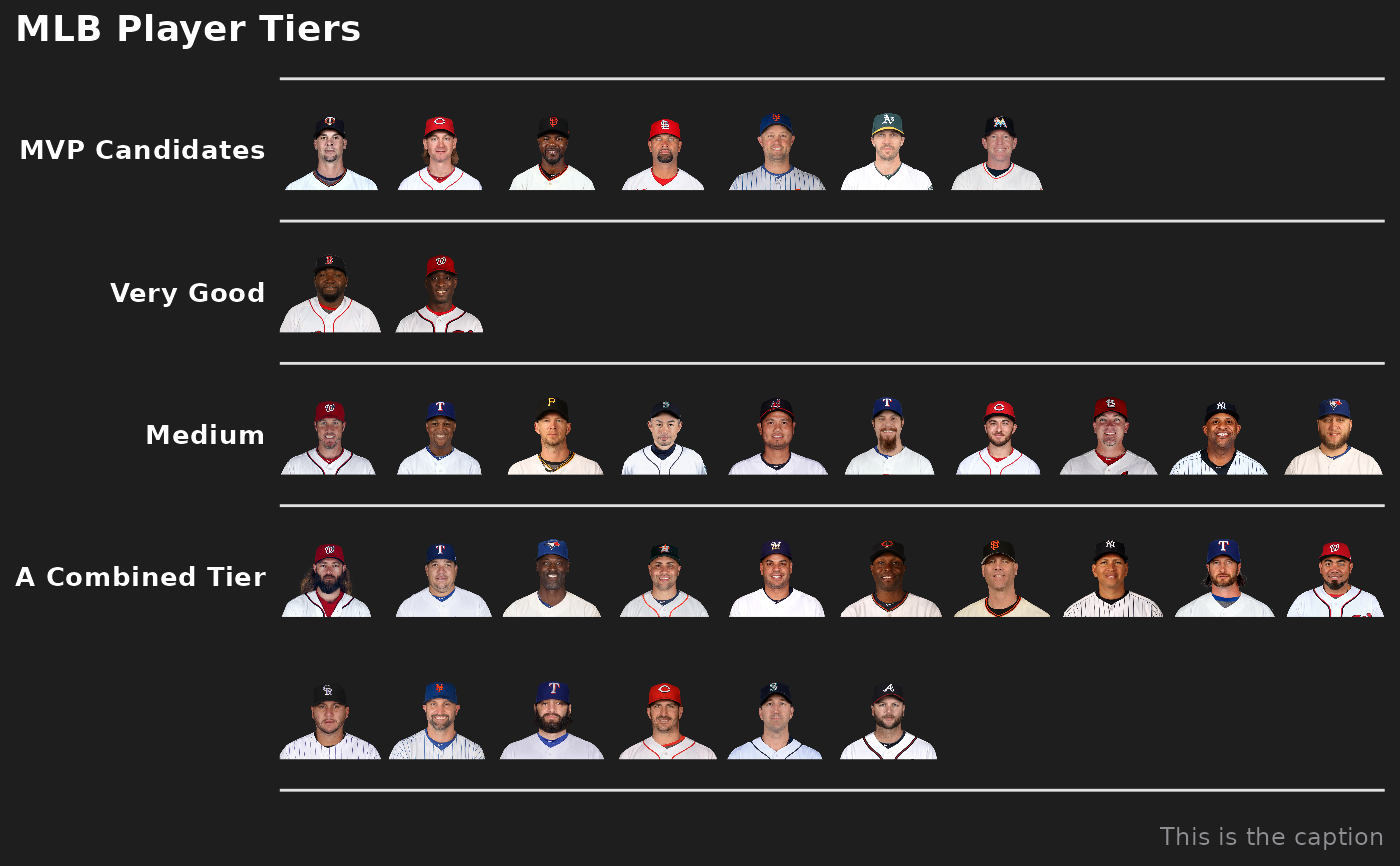 MLB Player Tiers
MVP Candidates
Very Good
Medium
A Combined Tier
This is the caption